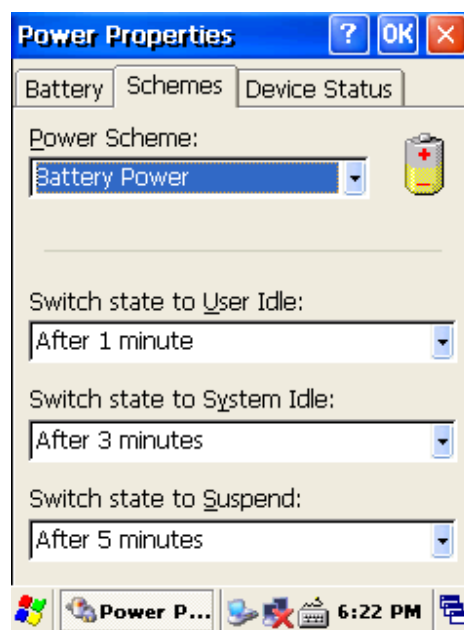 Power Properties ? OK ×
Battery Schemes Device Status
Power Scheme:
Battery Power
Switch state to User Idle:
After 1 minute
Switch state to System Idle:
After 3 minutes
Switch state to Suspend:
After 5 minutes
Power P... 6:22 PM